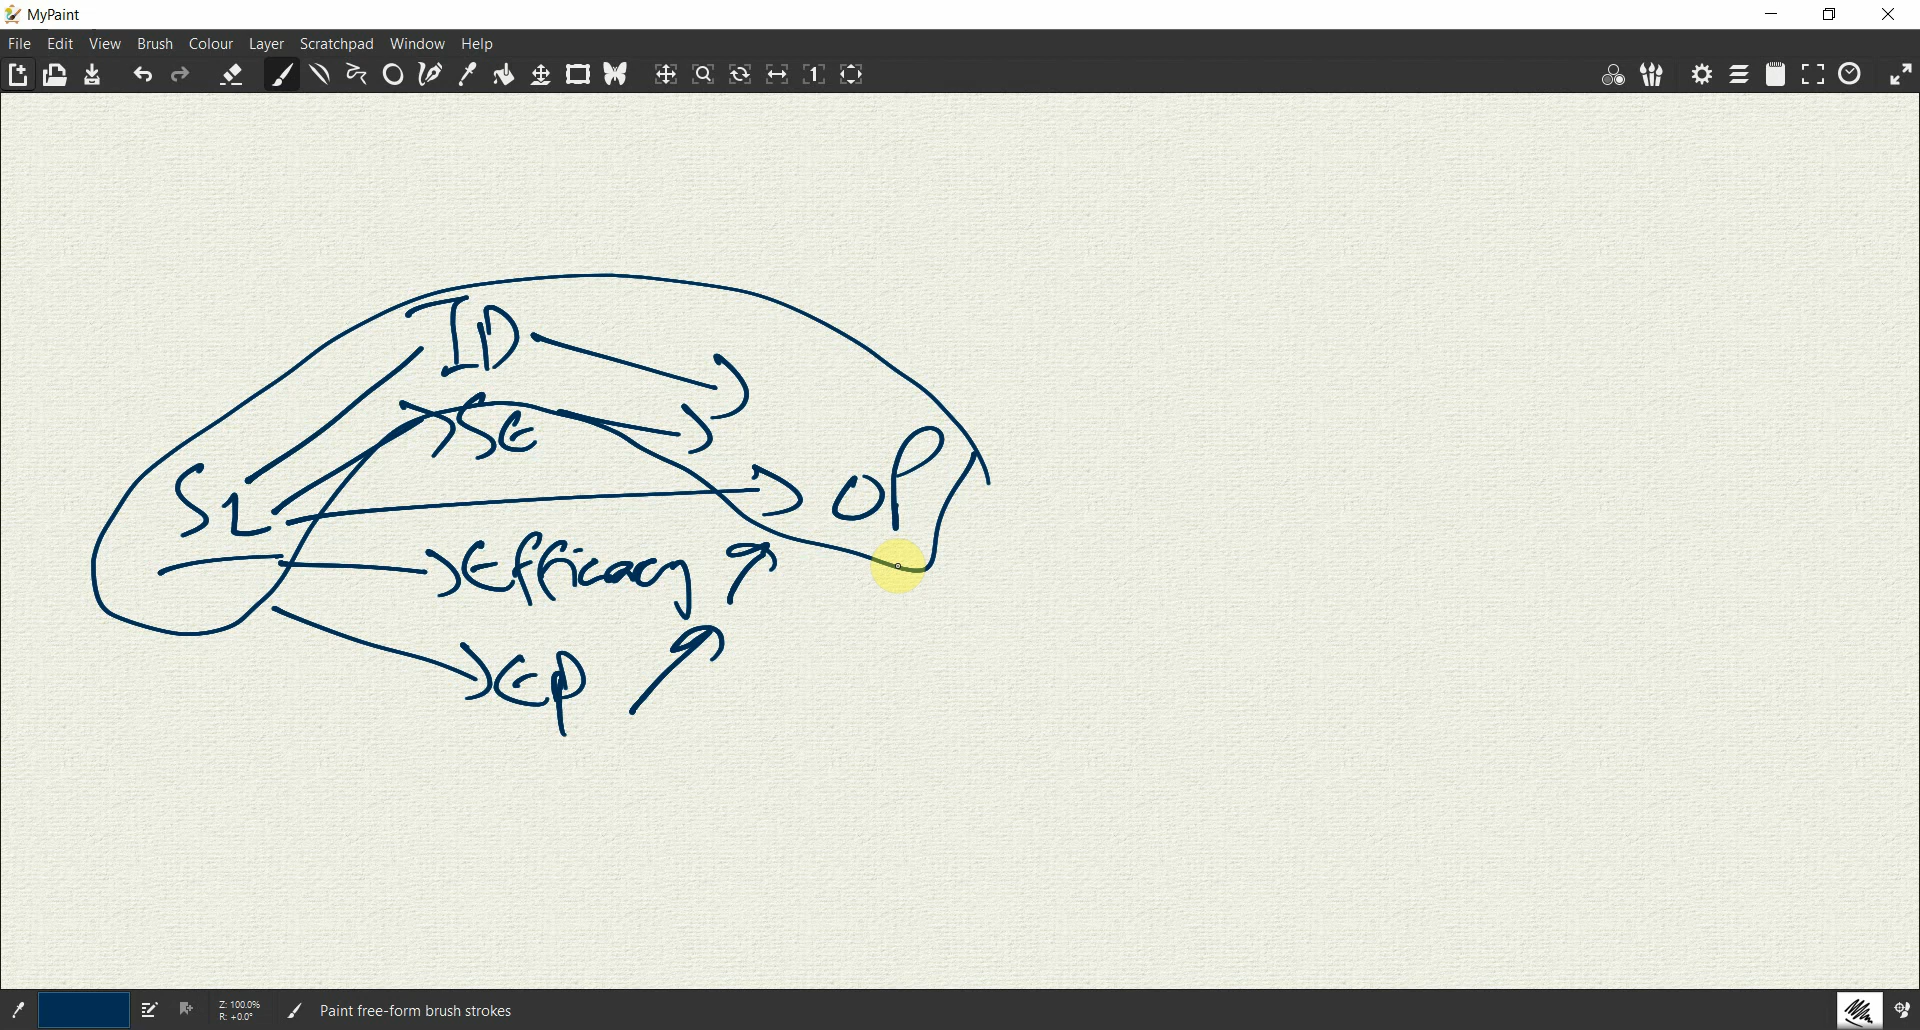 MyPaint
File Edit View Brush Colour Layer Scratchpad Window Help
ID
SE
SL
OP
Efficacy
EP
Z: 100.0%
R: +0.0°
Paint free-form brush strokes